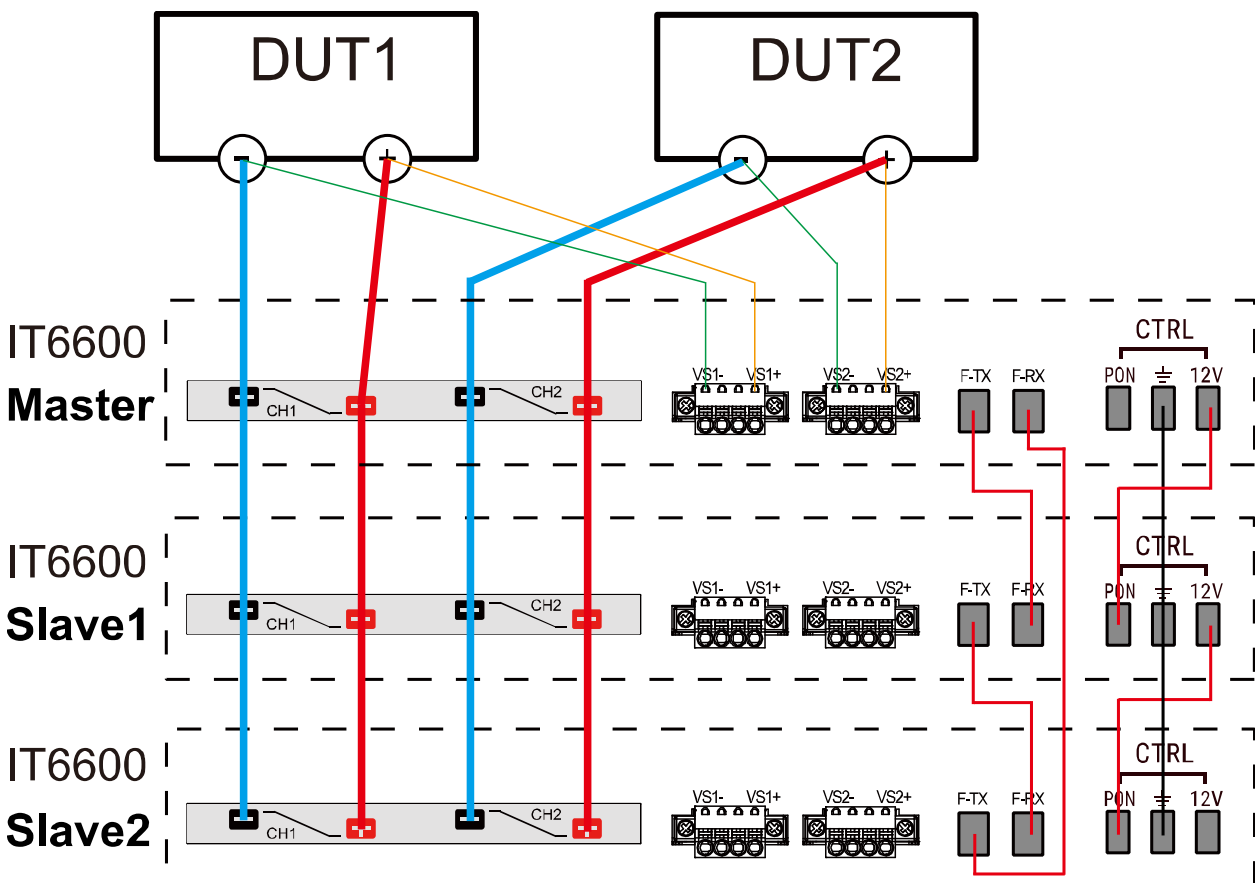 DUT1
DUT2
-
+
-
+
IT6600
Master
CH1
CH2
VS1-
VS1+
VS2-
VS2+
F-TX
F-RX
CTRL
PON
12V
IT6600
Slave1
CH1
CH2
VS1-
VS1+
VS2-
VS2+
F-TX
F-RX
CTRL
PON
12V
IT6600
Slave2
CH1
CH2
VS1-
VS1+
VS2-
VS2+
F-TX
F-RX
CTRL
PON
12V